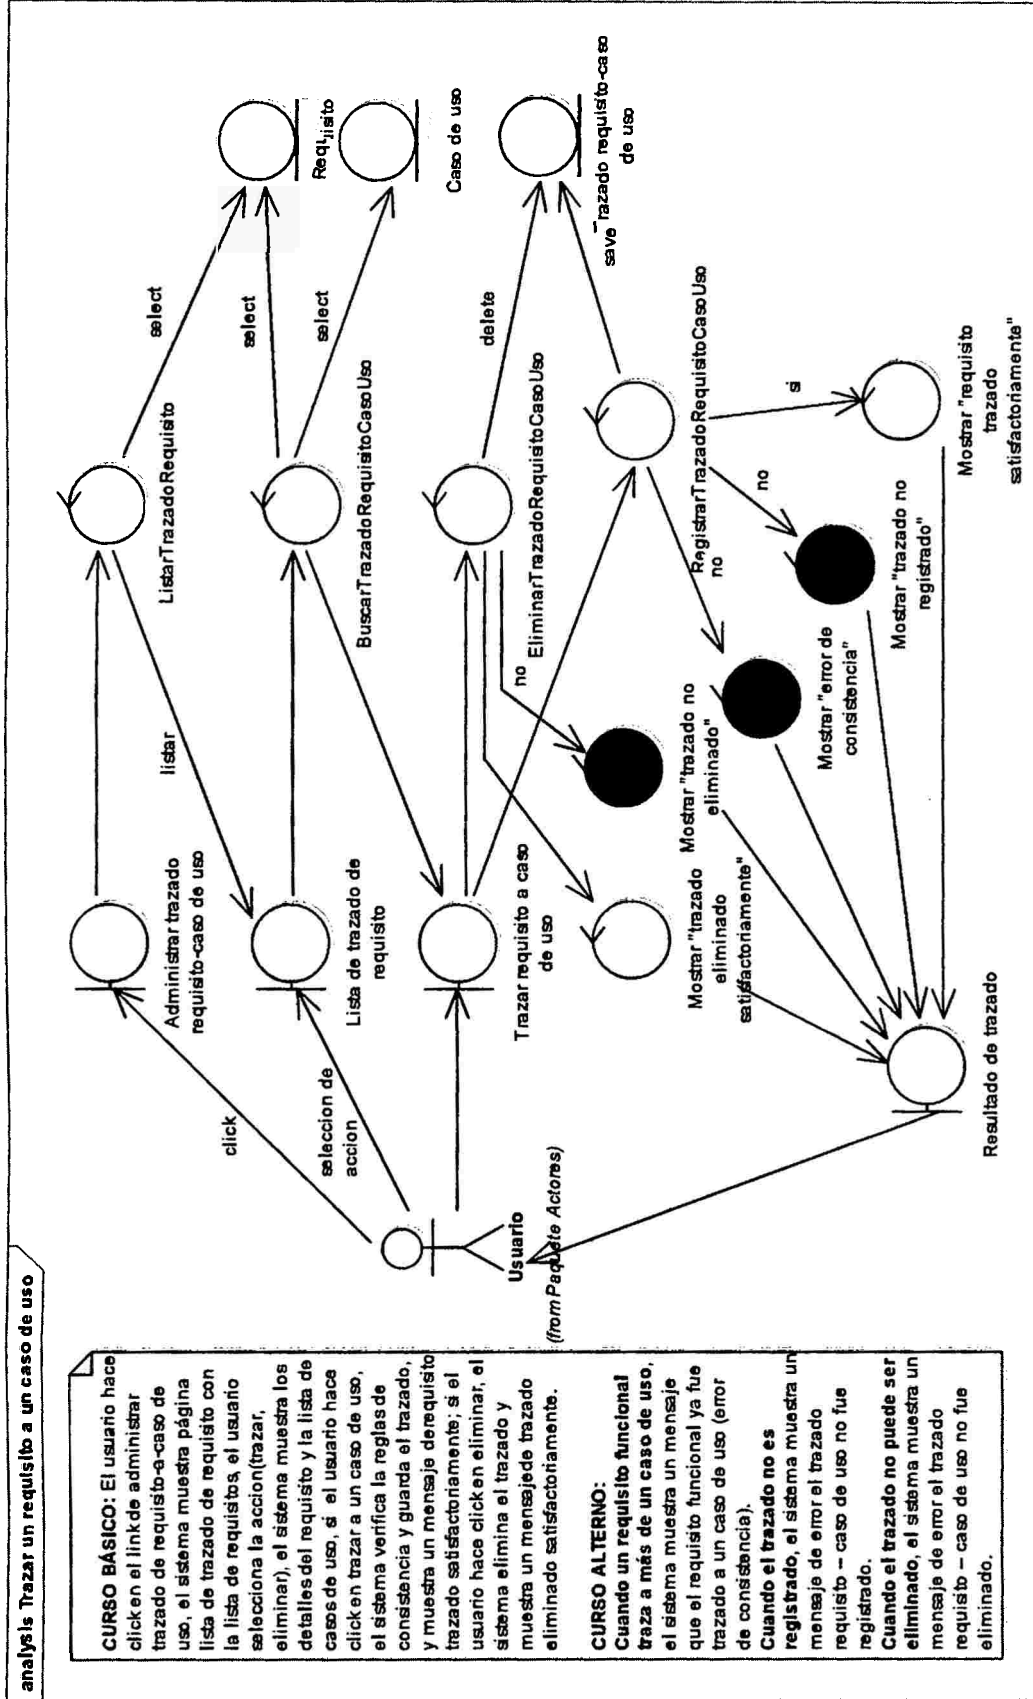 analysis Trazar un requisito a un caso de uso
CURSO BÁSICO: El usuario hace
click en el link de administrar
trazado de requisito-a-caso de
uso, el sistema muestra página
lista de trazado de requisito con
la lista de requisitos, el usuario
selecciona la accion(trazar,
eliminar), el sistema muestra los
detalles del requisito y la lista de
casos de uso, si el usuario hace
click en trazar a un caso de uso,
el sistema verifica la reglas de
consistencia y guarda el trazado,
y muestra un mensaje de requisito
trazado satisfactoriamente; si el
usuario hace click en eliminar, el
sistema elimina el trazado y
muestra un mensaje de trazado
eliminado satisfactoriamente.
CURSO ALTERNO:
Cuando un requisito funcional
traza a más de un caso de uso,
el sistema muestra un mensaje
que el requisito funcional ya fue
trazado a un caso de uso (error
de consistencia).
Cuando el trazado no es
registrado, el sistema muestra un
mensaje de error el trazado
requisito – caso de uso no fue
registrado.
Cuando el trazado no puede ser
eliminado, el sistema muestra un
mensaje de error el trazado
requisito – caso de uso no fue
eliminado.
Usuario
(from Paquete Actores)
click
seleccion de
accion
Administrar trazado
requisito-caso de uso
Lista de trazado de
requisito
Trazar requisito a caso
de uso
Resultado de trazado
listar
ListarTrazadoRequisito
BuscarTrazadoRequisitoCasoUso
EliminarTrazadoRequisitoCasoUso
RegistrarTrazadoRequisitoCasoUso
no
no
no
si
Mostrar "trazado
eliminado
satisfactoriamente"
Mostrar "trazado no
eliminado"
Mostrar "error de
consistencia"
Mostrar "trazado no
registrado"
Mostrar "requisito
trazado
satisfactoriamente"
select
select
select
delete
save
Requisito
Caso de uso
Trazado requisito-caso
de uso